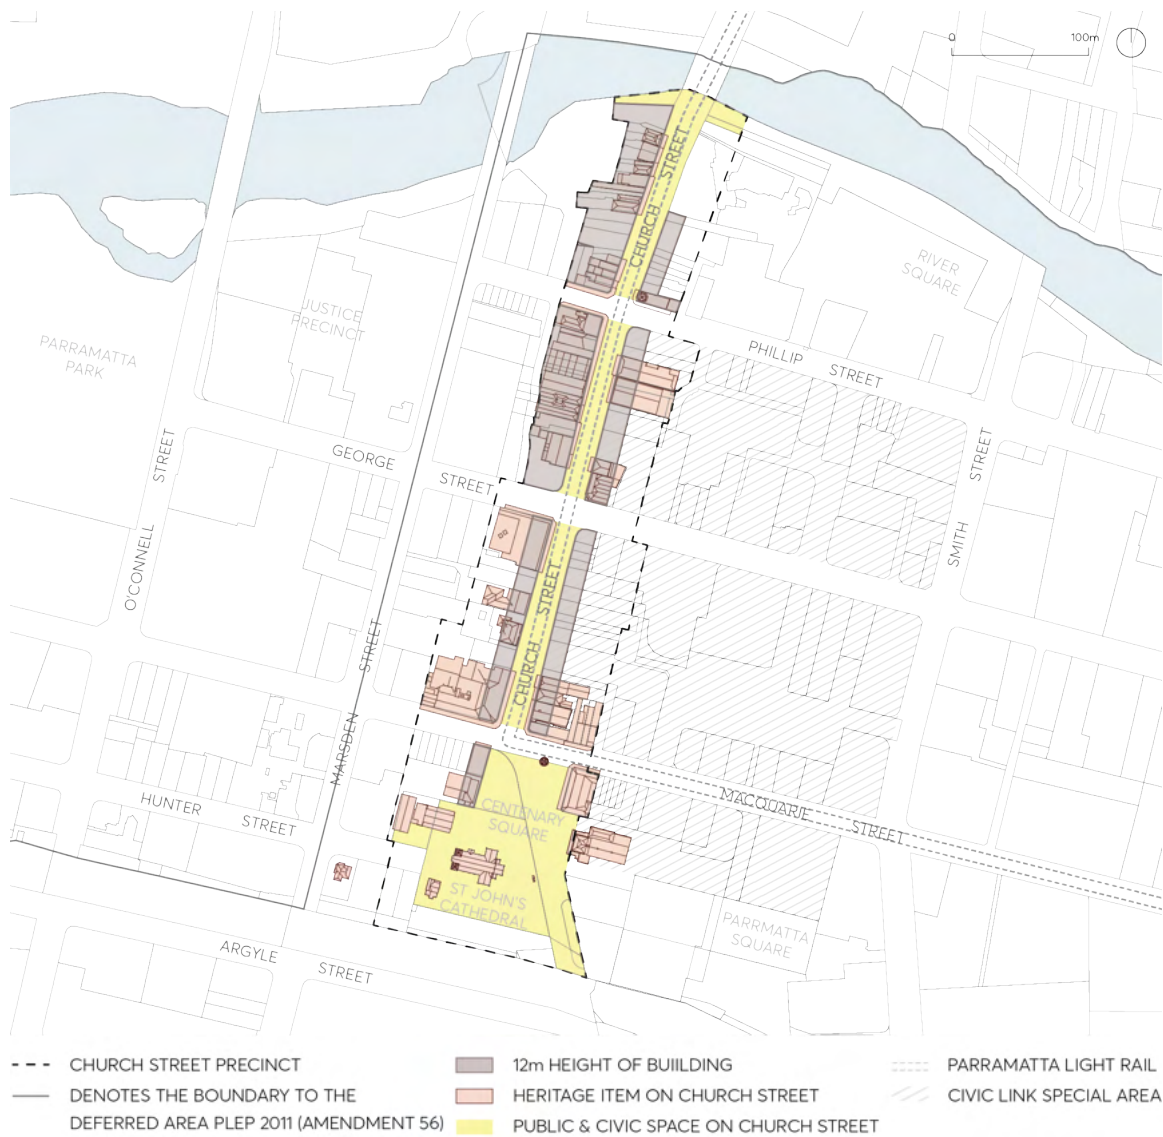 0 100m
CHURCH STREET
RIVER
SQUARE
CHURCH
JUSTICE
PRECINCT
PARRAMATTA
PARK
PHILLIP STREET
STREET
GEORGE
STREET
STREET
SMITH
O'CONNELL
CHURCH STREET
STREET
MARSDEN
HUNTER
STREET
CENTENARY
SQUARE
MACQUARIE
STREET
ST JOHN'S
CATHEDRAL
PARRMATTA
SQUARE
ARGYLE
STREET
CHURCH STREET PRECINCT
DENOTES THE BOUNDARY TO THE
DEFERRED AREA PLEP 2011 (AMENDMENT 56)
12m HEIGHT OF BUIILDING
HERITAGE ITEM ON CHURCH STREET
PUBLIC & CIVIC SPACE ON CHURCH STREET
PARRAMATTA LIGHT RAIL
CIVIC LINK SPECIAL AREA